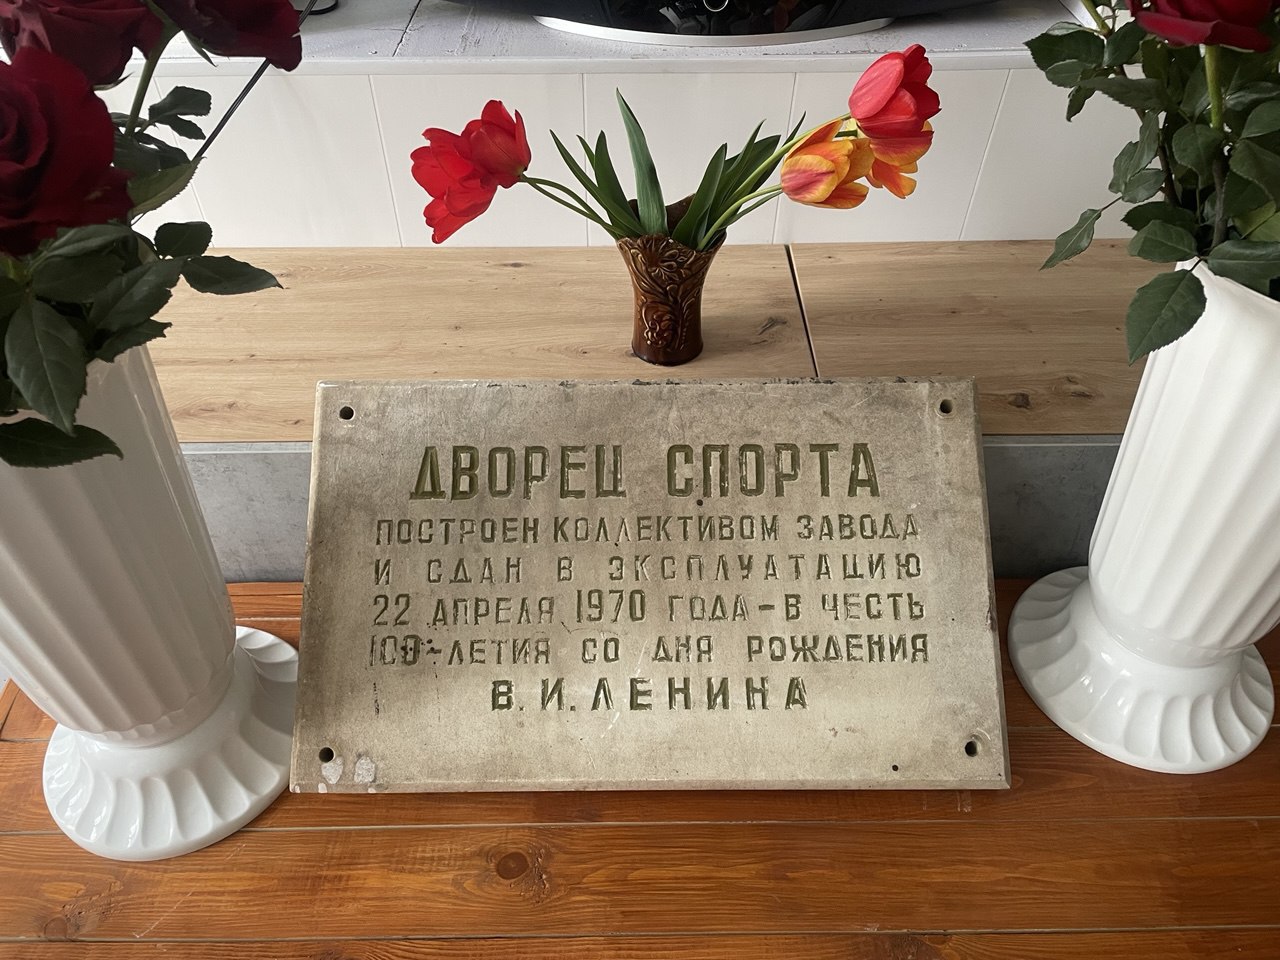 ДВОРЕЦ СПОРТА
ПОСТРОЕН КОЛЛЕКТИВОМ ЗАВОДА
И СДАН В ЭКСПЛУАТАЦИЮ
22 АПРЕЛЯ 1970 ГОДА - В ЧЕСТЬ
100-ЛЕТИЯ СО ДНЯ РОЖДЕНИЯ
В. И. ЛЕНИНА